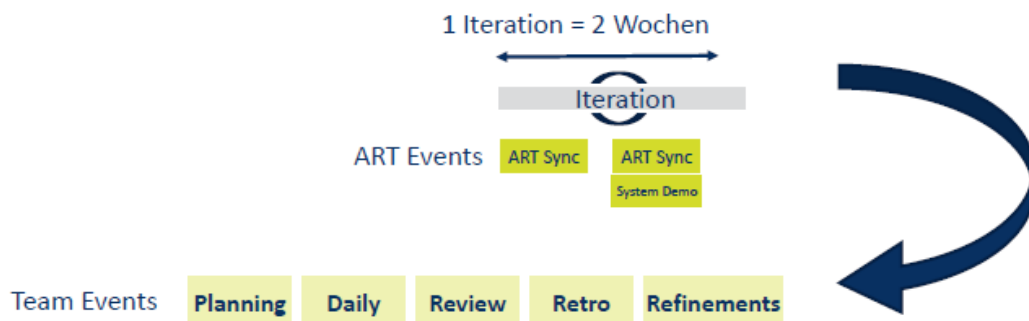 1 Iteration = 2 Wochen
Iteration
ART Events ART Sync ART Sync
System Demo
Team Events Planning Daily Review Retro Refinements